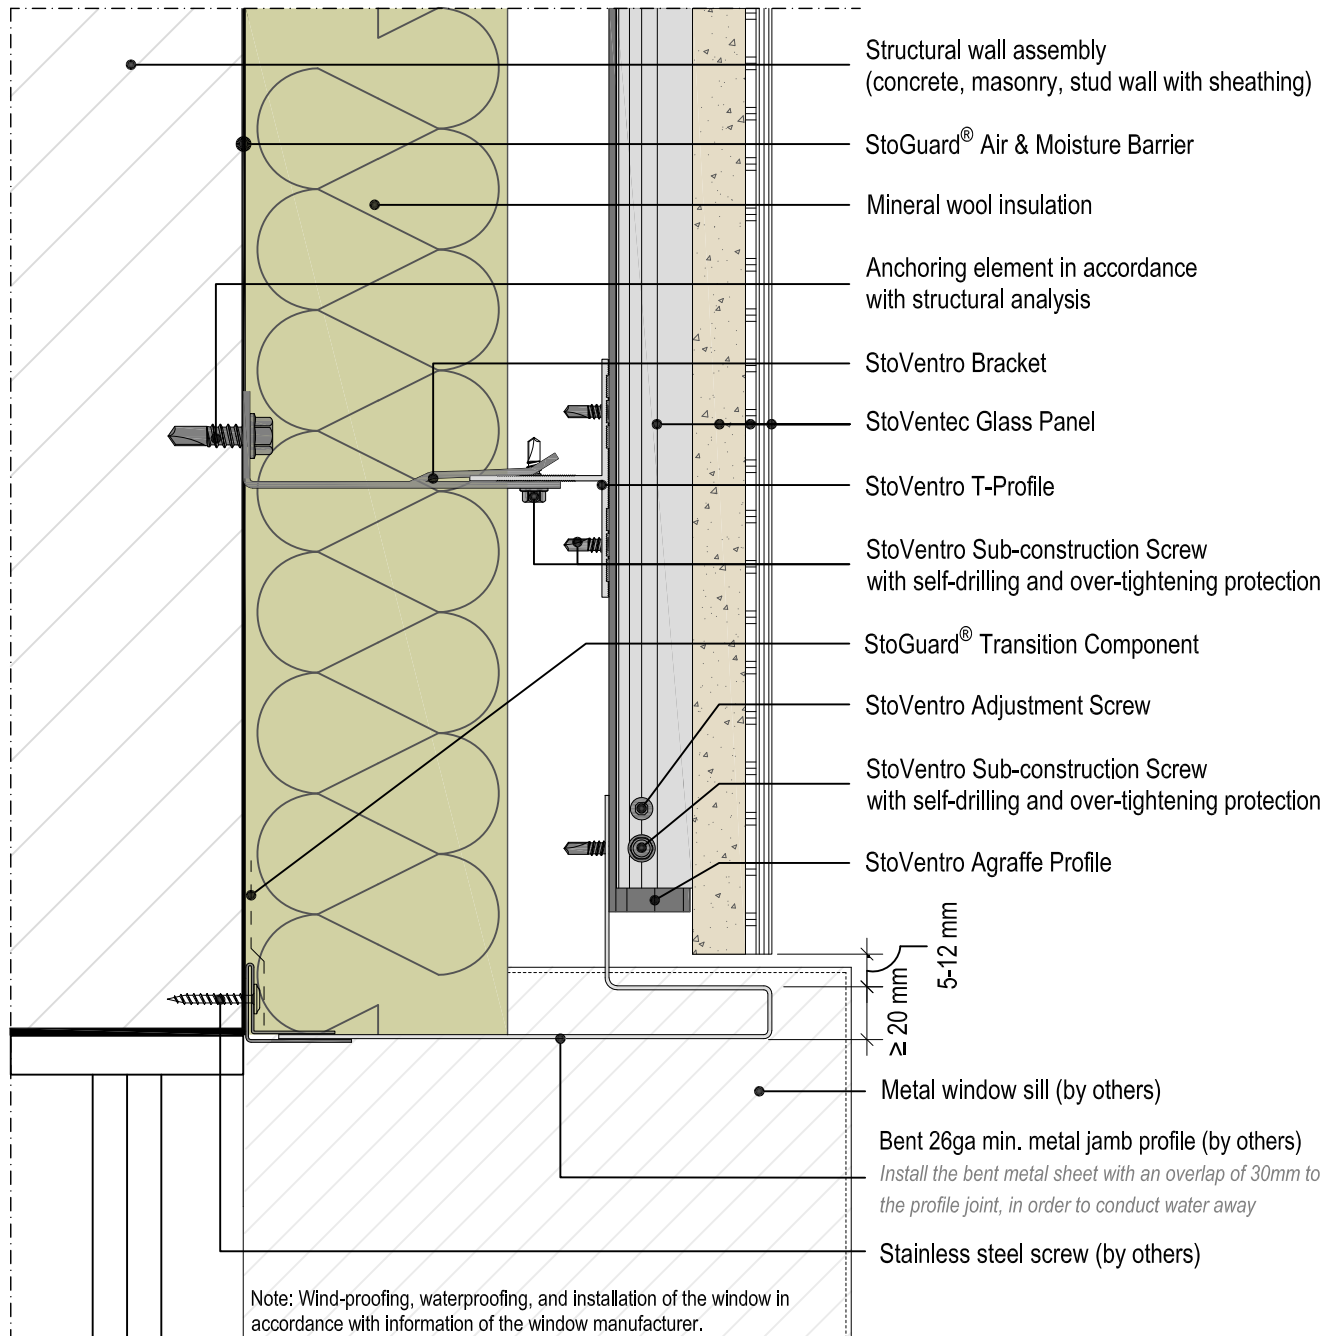 Structural wall assembly
(concrete, masonry, stud wall with sheathing)
StoGuard® Air & Moisture Barrier
Mineral wool insulation
Anchoring element in accordance
with structural analysis
StoVentro Bracket
StoVentec Glass Panel
StoVentro T-Profile
StoVentro Sub-construction Screw
with self-drilling and over-tightening protection
StoGuard® Transition Component
StoVentro Adjustment Screw
StoVentro Sub-construction Screw
with self-drilling and over-tightening protection
StoVentro Agraffe Profile
5-12 mm
≥ 20 mm
Metal window sill (by others)
Bent 26ga min. metal jamb profile (by others)
Install the bent metal sheet with an overlap of 30mm to
the profile joint, in order to conduct water away
Stainless steel screw (by others)
Note: Wind-proofing, waterproofing, and installation of the window in
accordance with information of the window manufacturer.